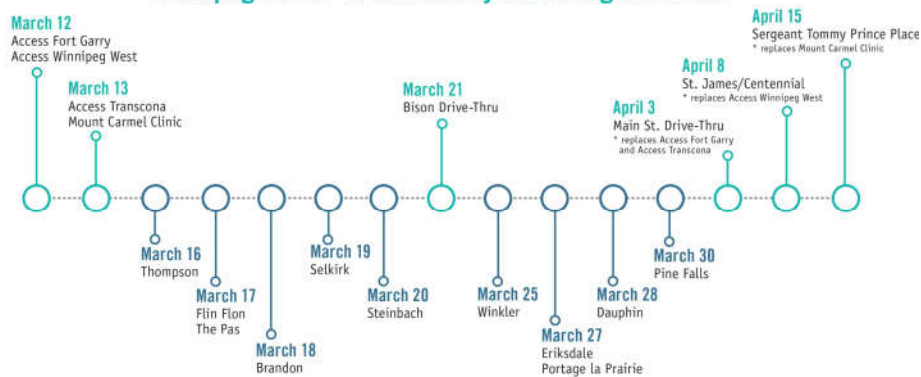 March 12
Access Fort Garry
Access Winnipeg West
March 13
Access Transcona
Mount Carmel Clinic
March 16
Thompson
March 17
Flin Flon
The Pas
March 18
Brandon
March 19
Selkirk
March 20
Steinbach
March 21
Bison Drive-Thru
March 25
Winkler
March 27
Eriksdale
Portage la Prairie
March 28
Dauphin
March 30
Pine Falls
April 3
Main St. Drive-Thru
* replaces Access Fort Garry
and Access Transcona
April 8
St. James/Centennial
* replaces Access Winnipeg West
April 15
Sergeant Tommy Prince Place
* replaces Mount Carmel Clinic